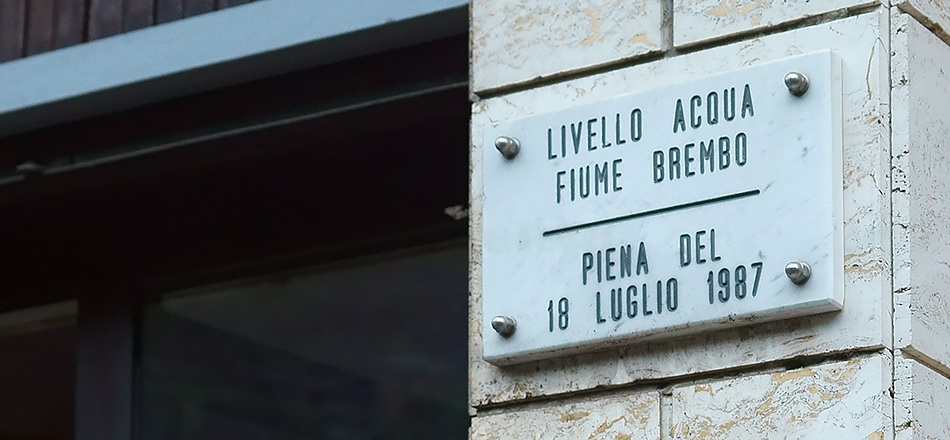 LIVELLO ACQUA
FIUME BREMBO
PIENA DEL
18 LUGLIO 1987